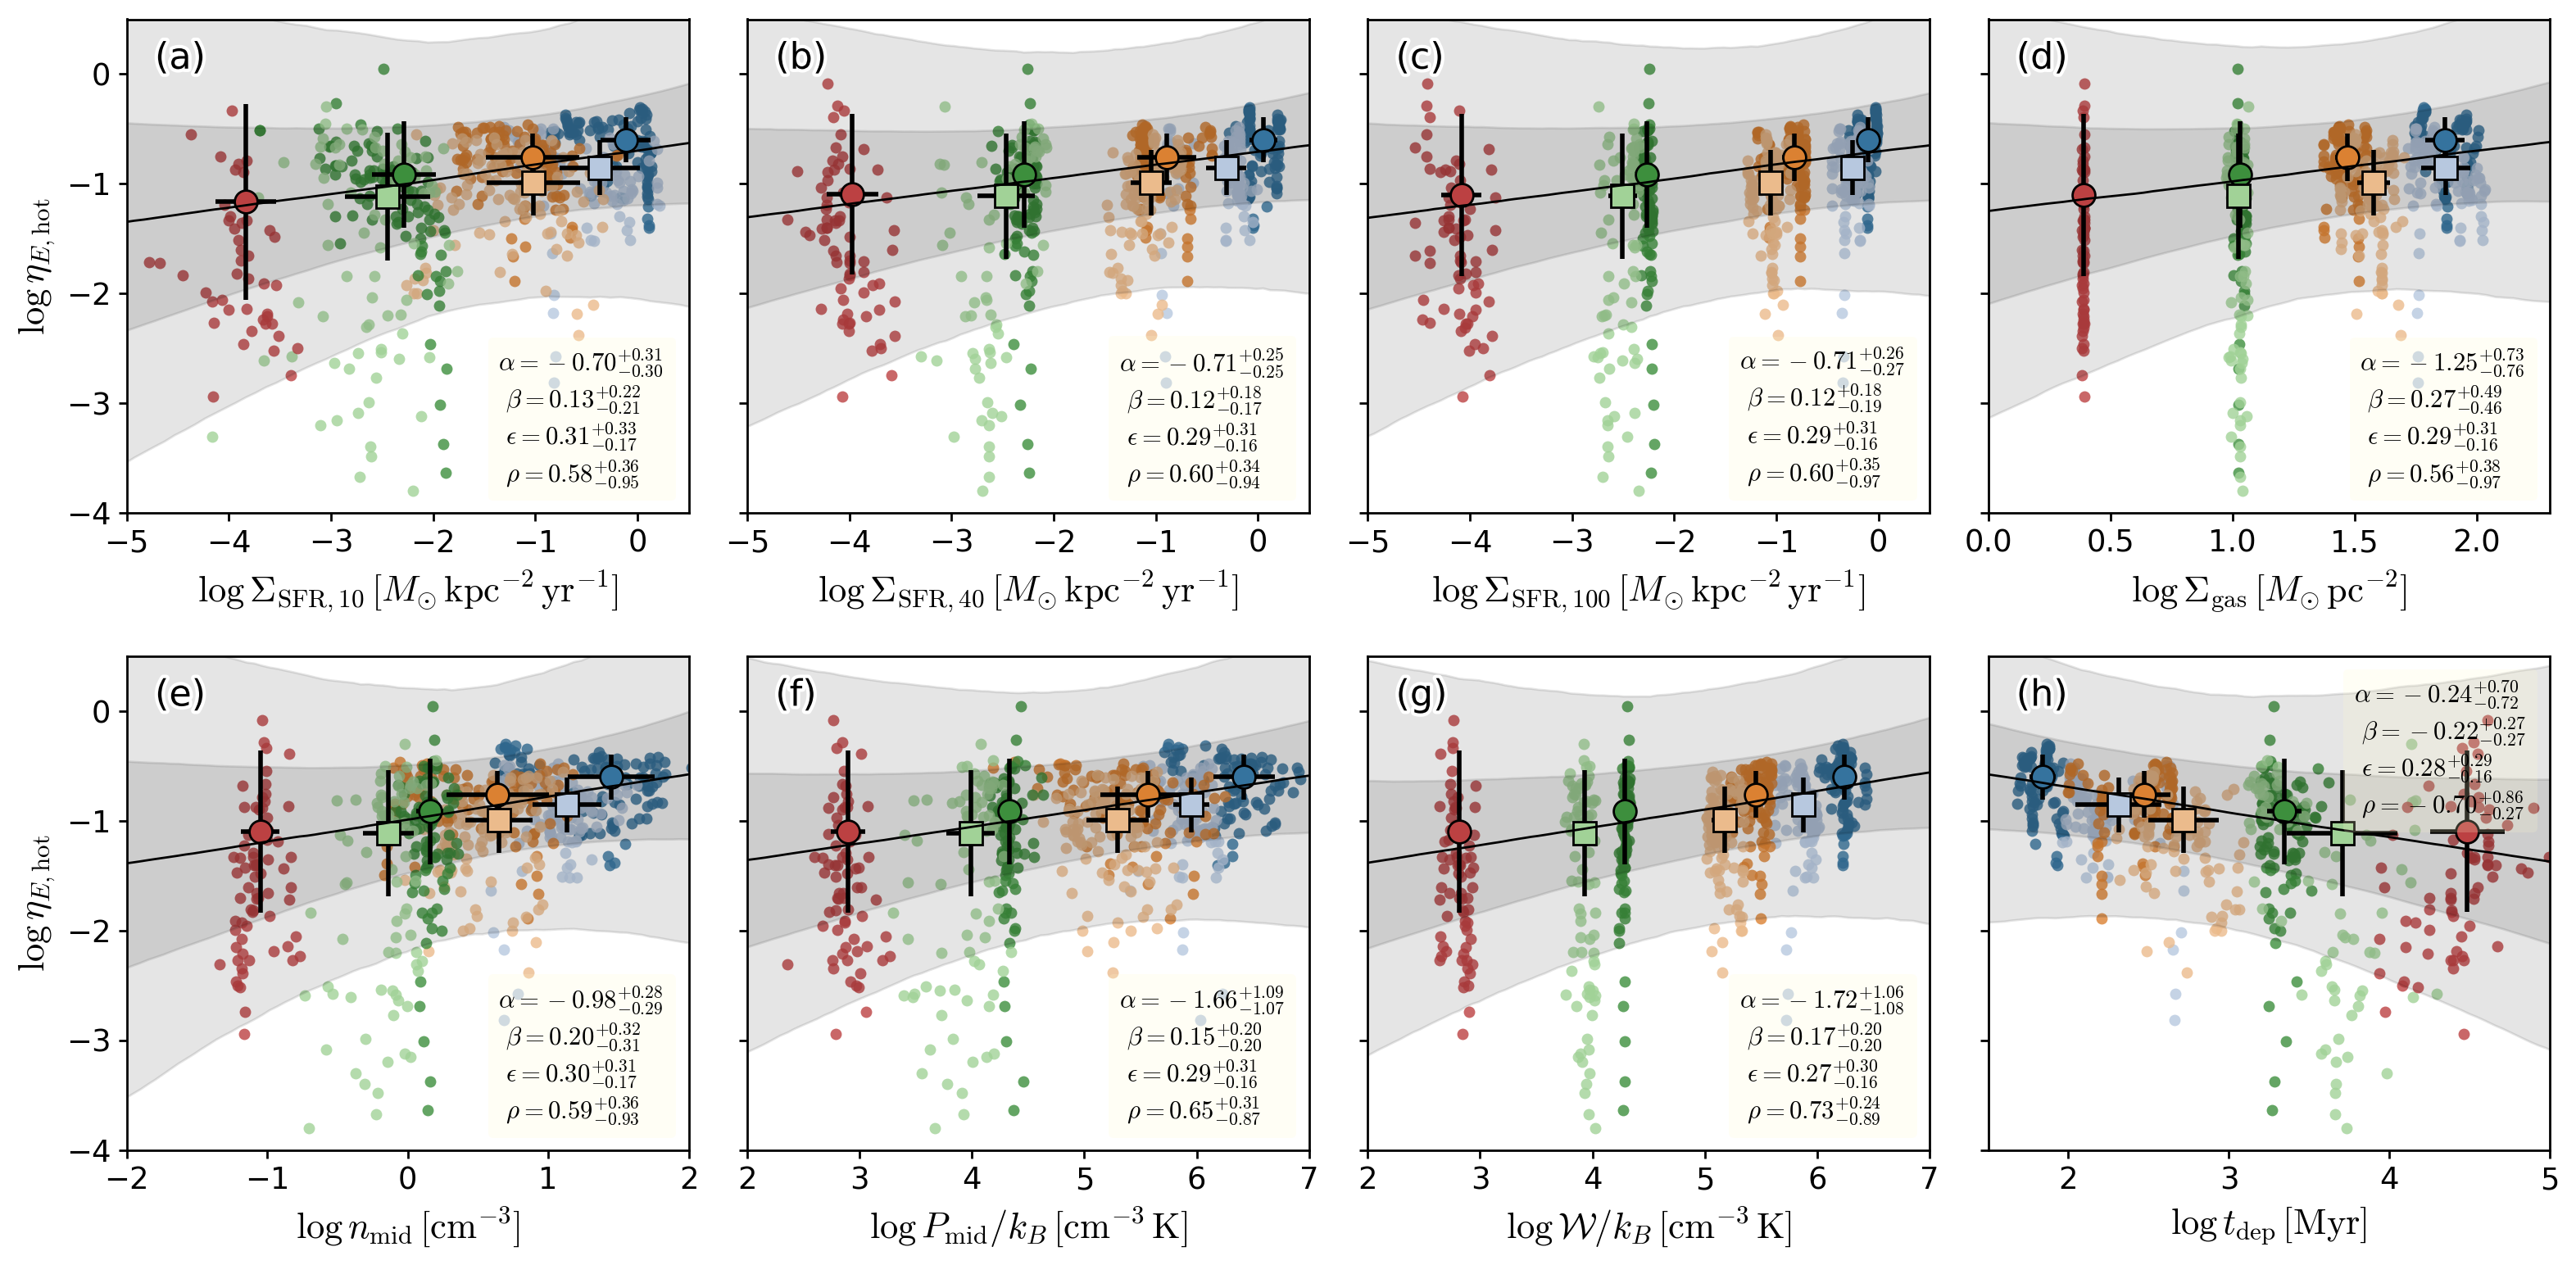 (a) (b) (c) (d)
0
−1
−2
−3
−4
log η_{E, hot}
α = −0.70^{+0.31}_{−0.30}
β = 0.13^{+0.22}_{−0.21}
ϵ = 0.31^{+0.33}_{−0.17}
ρ = 0.58^{+0.36}_{−0.95}
α = −0.71^{+0.25}_{−0.25}
β = 0.12^{+0.18}_{−0.17}
ϵ = 0.29^{+0.31}_{−0.16}
ρ = 0.60^{+0.34}_{−0.94}
α = −0.71^{+0.26}_{−0.27}
β = 0.12^{+0.18}_{−0.19}
ϵ = 0.29^{+0.31}_{−0.16}
ρ = 0.60^{+0.35}_{−0.97}
α = −1.25^{+0.73}_{−0.76}
β = 0.27^{+0.49}_{−0.46}
ϵ = 0.29^{+0.31}_{−0.16}
ρ = 0.56^{+0.38}_{−0.97}
−5 −4 −3 −2 −1 0
−5 −4 −3 −2 −1 0
−5 −4 −3 −2 −1 0
0.0 0.5 1.0 1.5 2.0
log Σ_{SFR, 10} [M_⊙ kpc^{−2} yr^{−1}]
log Σ_{SFR, 40} [M_⊙ kpc^{−2} yr^{−1}]
log Σ_{SFR, 100} [M_⊙ kpc^{−2} yr^{−1}]
log Σ_{gas} [M_⊙ pc^{−2}]
(e) (f) (g) (h)
0
−1
−2
−3
−4
log η_{E, hot}
α = −0.98^{+0.28}_{−0.29}
β = 0.20^{+0.32}_{−0.31}
ϵ = 0.30^{+0.31}_{−0.17}
ρ = 0.59^{+0.36}_{−0.93}
α = −1.66^{+1.09}_{−1.07}
β = 0.15^{+0.20}_{−0.20}
ϵ = 0.29^{+0.31}_{−0.16}
ρ = 0.65^{+0.31}_{−0.87}
α = −1.72^{+1.06}_{−1.08}
β = 0.17^{+0.20}_{−0.20}
ϵ = 0.27^{+0.30}_{−0.16}
ρ = 0.73^{+0.24}_{−0.89}
α = −0.24^{+0.70}_{−0.72}
β = −0.22^{+0.27}_{−0.27}
ϵ = 0.28^{+0.29}_{−0.16}
ρ = −0.70^{+0.86}_{−0.27}
−2 −1 0 1 2
2 3 4 5 6 7
2 3 4 5 6 7
2 3 4 5
log n_{mid} [cm^{−3}]
log P_{mid}/k_B [cm^{−3} K]
log 𝒲/k_B [cm^{−3} K]
log t_{dep} [Myr]